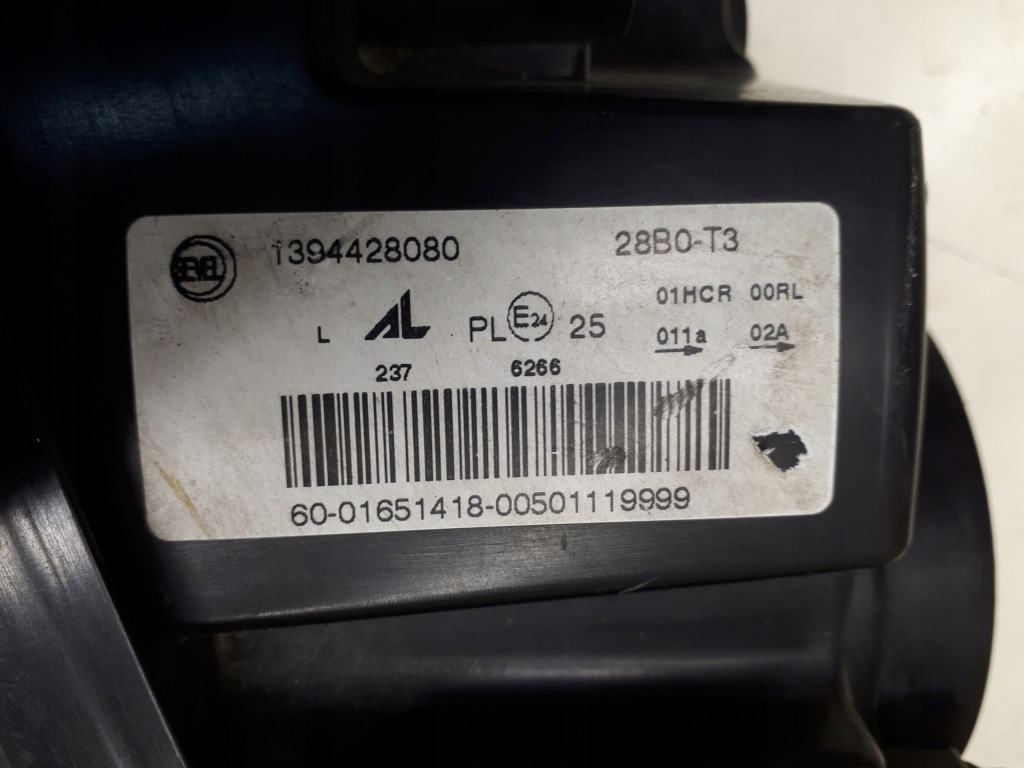 1394428080 28B0-T3
01HCR 00RL
L AL PL E24 25 011a 02A
237 6266
60-01651418-00501119999